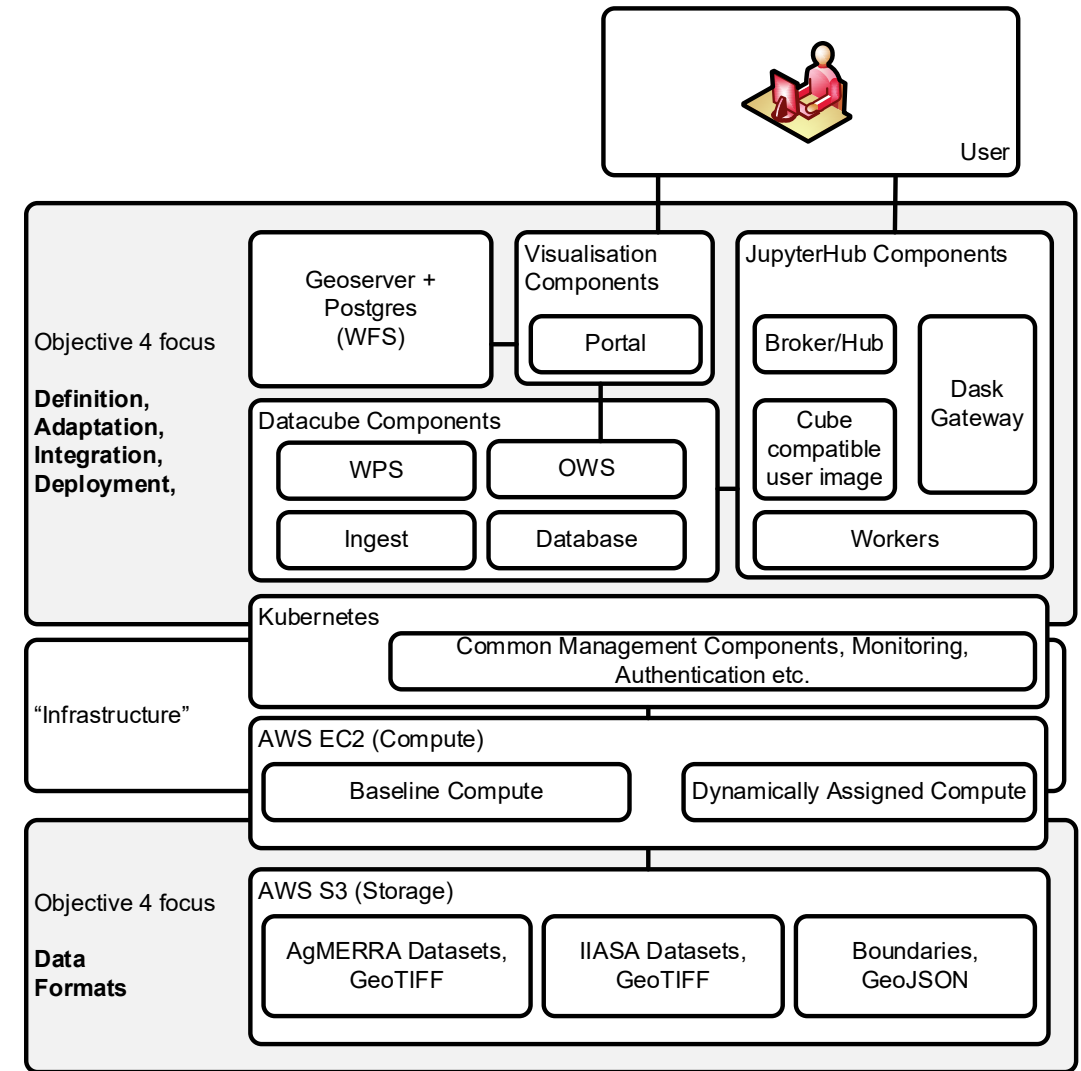 User
Objective 4 focus
Definition,
Adaptation,
Integration,
Deployment,
Geoserver +
Postgres
(WFS)
Visualisation
Components
Portal
JupyterHub Components
Broker/Hub
Cube
compatible
user image
Dask
Gateway
Workers
Datacube Components
WPS
OWS
Ingest
Database
Kubernetes
Common Management Components, Monitoring,
Authentication etc.
“Infrastructure”
AWS EC2 (Compute)
Baseline Compute
Dynamically Assigned Compute
Objective 4 focus
Data
Formats
AWS S3 (Storage)
AgMERRA Datasets,
GeoTIFF
IIASA Datasets,
GeoTIFF
Boundaries,
GeoJSON